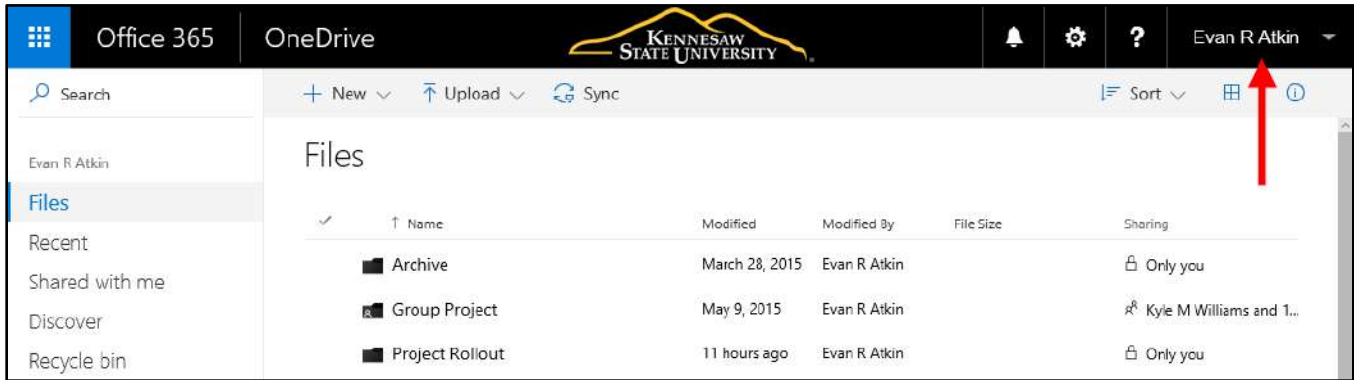 Office 365 OneDrive KENNESAW STATE UNIVERSITY ? Evan R Atkin
Search
+ New Upload Sync Sort
Evan R Atkin
Files
Files
Recent
Shared with me
Discover
Recycle bin
↑ Name Modified Modified By File Size Sharing
Archive March 28, 2015 Evan R Atkin Only you
Group Project May 9, 2015 Evan R Atkin Kyle M Williams and 1...
Project Rollout 11 hours ago Evan R Atkin Only you